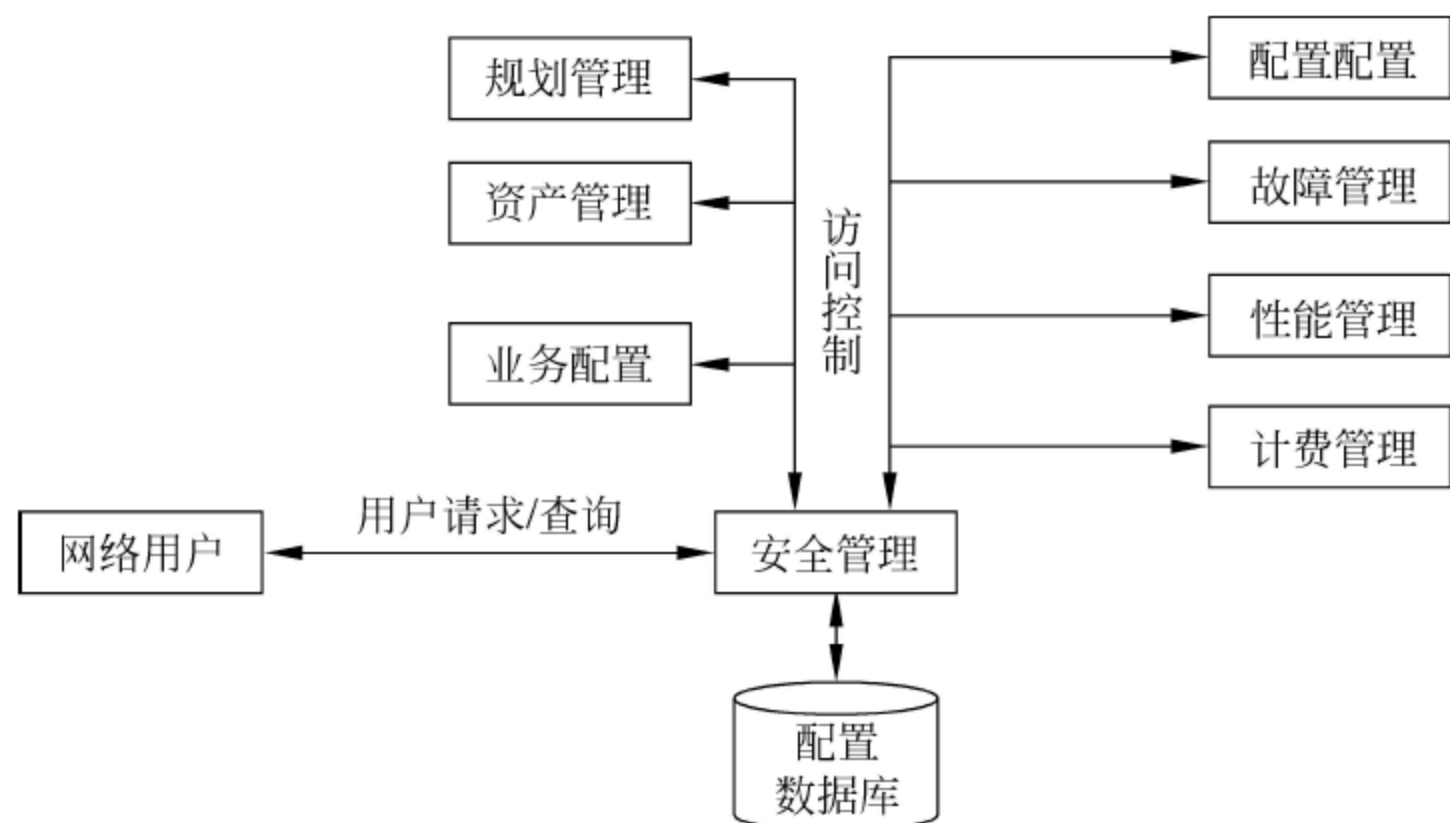 规划管理
资产管理
业务配置
访问控制
配置配置
故障管理
性能管理
计费管理
网络用户
用户请求/查询
安全管理
配置
数据库